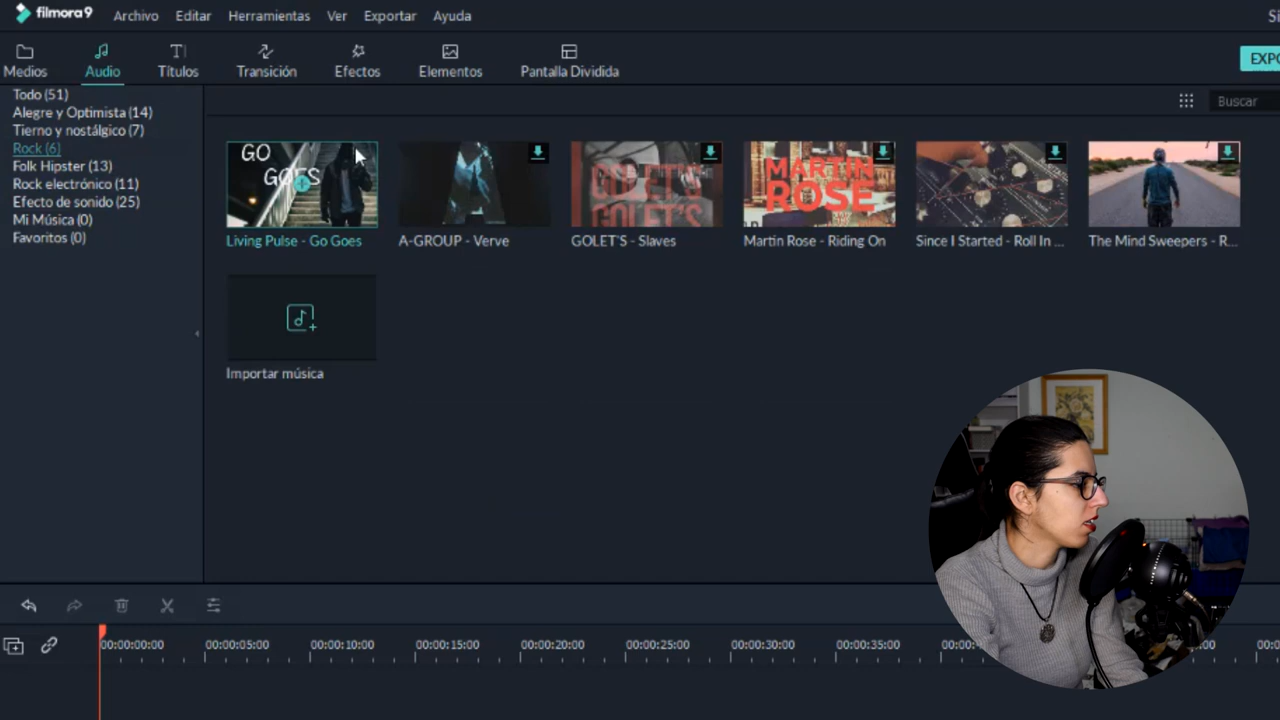 filmora9 Archivo Editar Herramientas Ver Exportar Ayuda
Medios Audio Títulos Transición Efectos Elementos Pantalla Dividida
Todo (51)
Alegre y Optimista (14)
Tierno y nostálgico (7)
Rock (6)
Folk Hipster (13)
Rock electrónico (11)
Efecto de sonido (25)
Mi Música (0)
Favoritos (0)
Buscar
GO
GOES
GOLET'S
GOLET'S
MARTIN
ROSE
Living Pulse - Go Goes
A-GROUP - Verve
GOLET'S - Slaves
Martin Rose - Riding On
Since I Started - Roll In ...
The Mind Sweepers - R...
Importar música
00:00:00:00 00:00:05:00 00:00:10:00 00:00:15:00 00:00:20:00 00:00:25:00 00:00:30:00 00:00:35:00